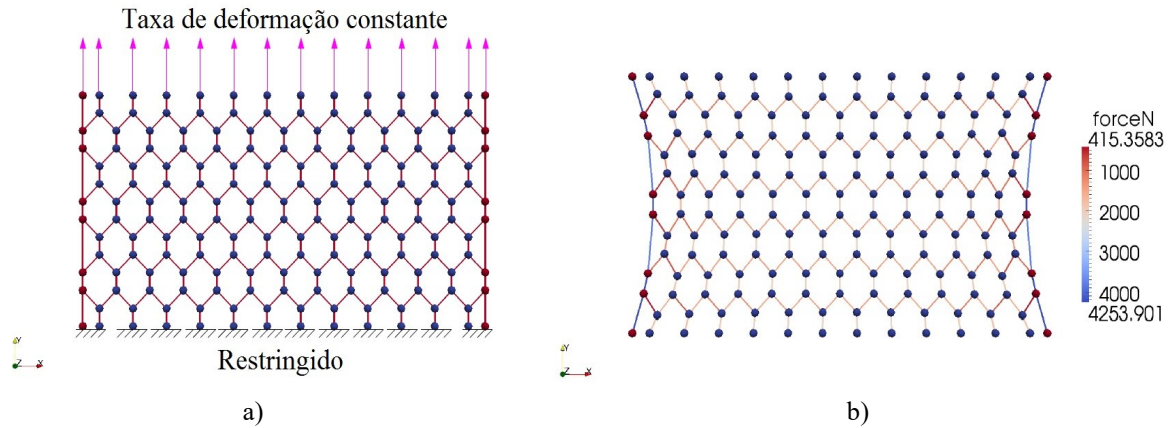 Taxa de deformação constante
Restringido
Y
Z X
a)
forceN
415.3583
1000
2000
3000
4000
4253.901
Y
Z X
b)